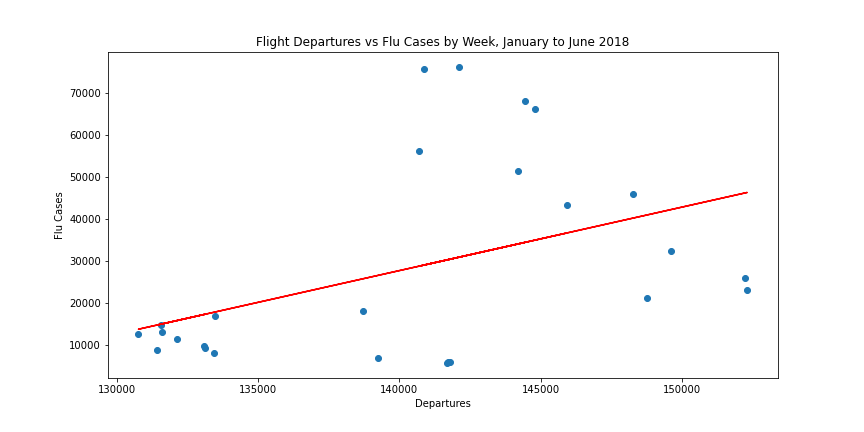 Flight Departures vs Flu Cases by Week, January to June 2018
70000
60000
50000
40000
30000
20000
10000
Flu Cases
130000 135000 140000 145000 150000
Departures